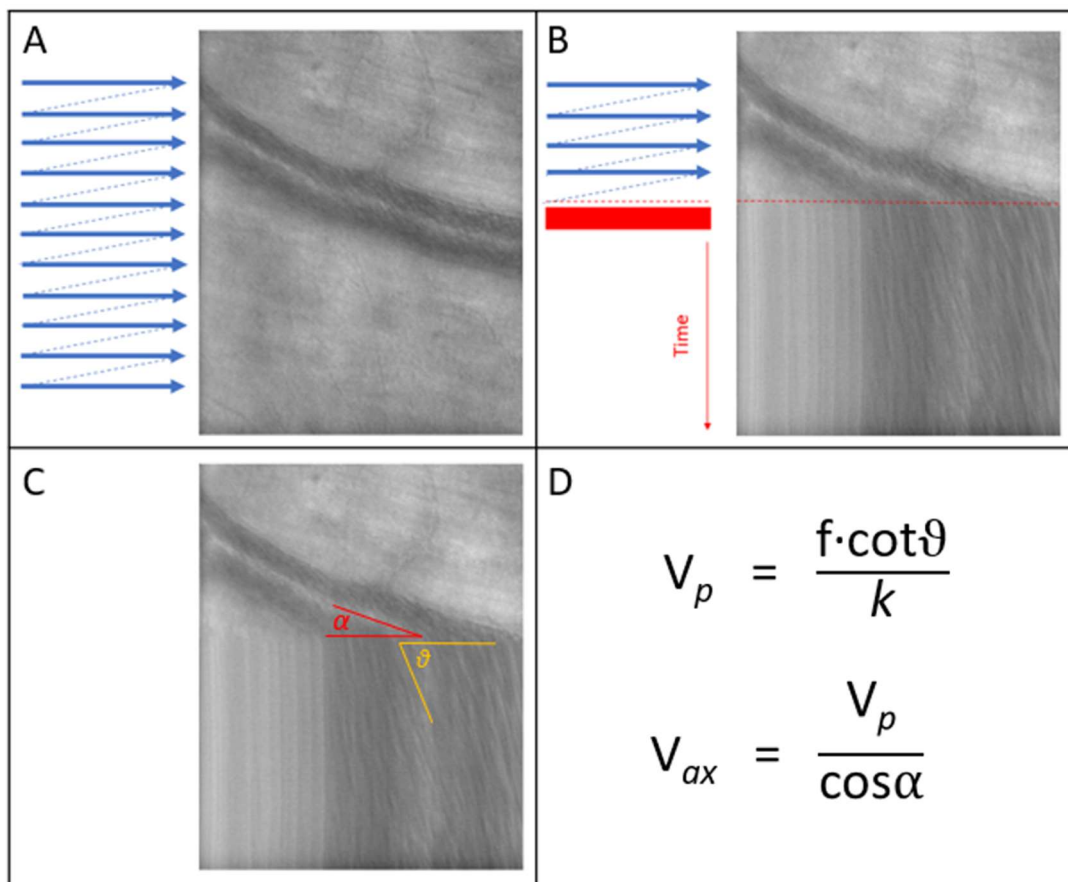 A
B
Time
C
α
ϑ
D
V_p = f·cotϑ / k
V_ax = V_p / cosα